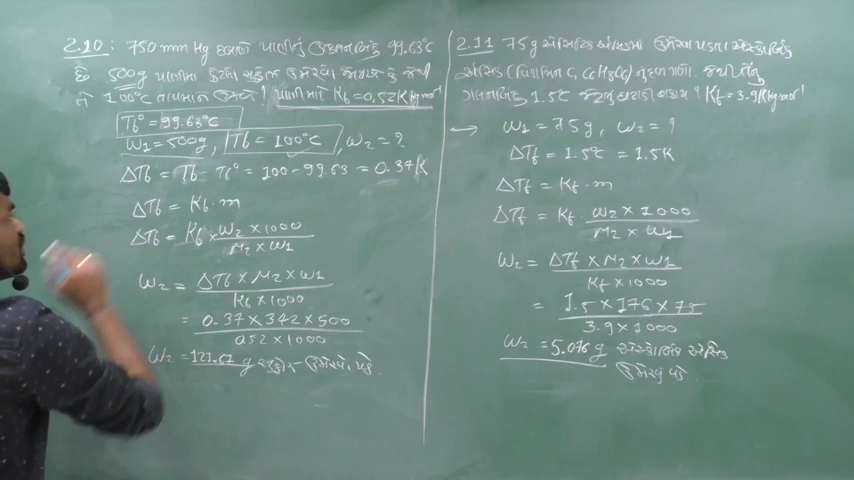 2.10 : 750 mm Hg દબાણે પાણીનું ઉત્કલનબિંદુ 99.63°C
છે 500g પાણીમાં કેટલા સુક્રોઝ ઉમેરવો જોઈએ કે જેથી
તે 100°C તાપમાને ઉકળે? પાણી માટે Kb = 0.52 K kg mol⁻¹
Tb° = 99.63°C
W1 = 500g, Tb = 100°C, W2 = ?
ΔTb = Tb - Tb° = 100 - 99.63 = 0.37K
ΔTb = Kb · m
ΔTb = Kb × W2 × 1000 / M2 × W1
W2 = ΔTb × M2 × W1 / Kb × 1000
= 0.37 × 342 × 500 / 0.52 × 1000
W2 = 121.67 g સુક્રોઝ ઉમેરવો પડે.
2.11 75g એસિટિક એસિડમાં ઉમેરવા પડતા એસ્કોર્બિક
એસિડ (વિટામિન C, C6H8O6) નું દળ ગણો. જેથી તેનું
ગલનબિંદુ 1.5°C જેટલું ઘટાડી શકાય? Kf = 3.9 K kg mol⁻¹
→ W1 = 75g, W2 = ?
ΔTf = 1.5°C = 1.5K
ΔTf = Kf · m
ΔTf = Kf · W2 × 1000 / M2 × W1
W2 = ΔTf × M2 × W1 / Kf × 1000
= 1.5 × 176 × 75 / 3.9 × 1000
W2 = 5.076 g એસ્કોર્બિક એસિડ
ઉમેરવું પડે.